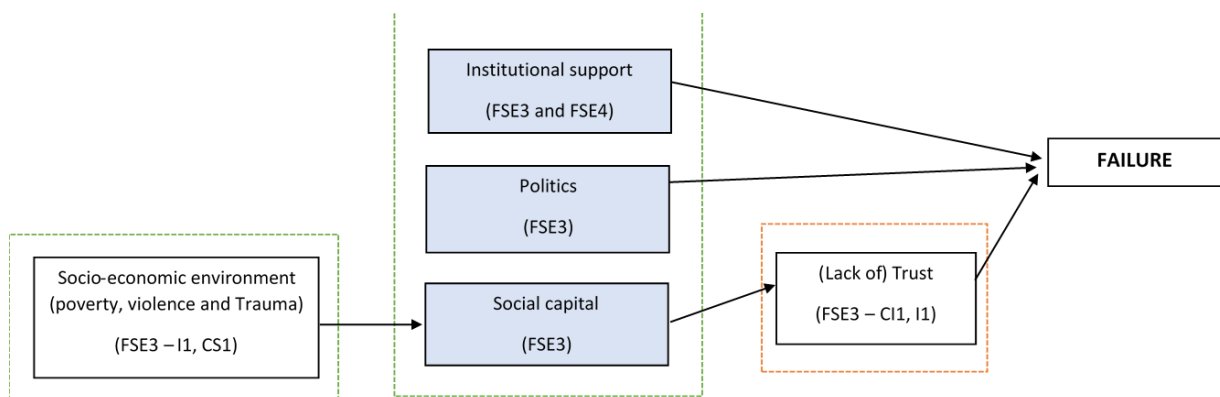 Institutional support
(FSE3 and FSE4)
FAILURE
Politics
(FSE3)
Socio-economic environment
(poverty, violence and Trauma)
(FSE3 – I1, CS1)
Social capital
(FSE3)
(Lack of) Trust
(FSE3 – CI1, I1)